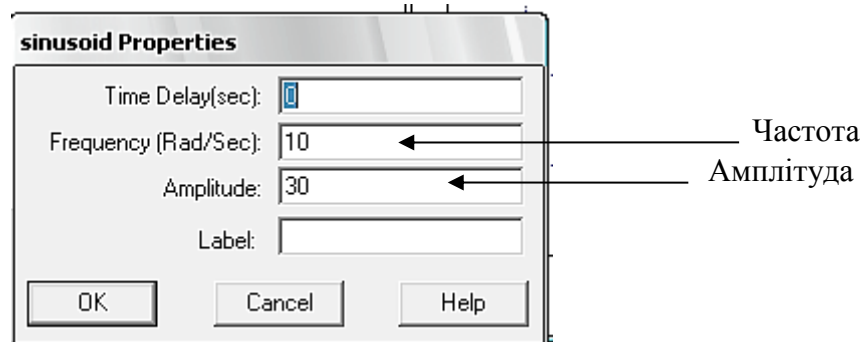 sinusoid Properties
Time Delay(sec): 0
Frequency (Rad/Sec): 10
Частота
Амплітуда
Amplitude: 30
Label:
OK Cancel Help